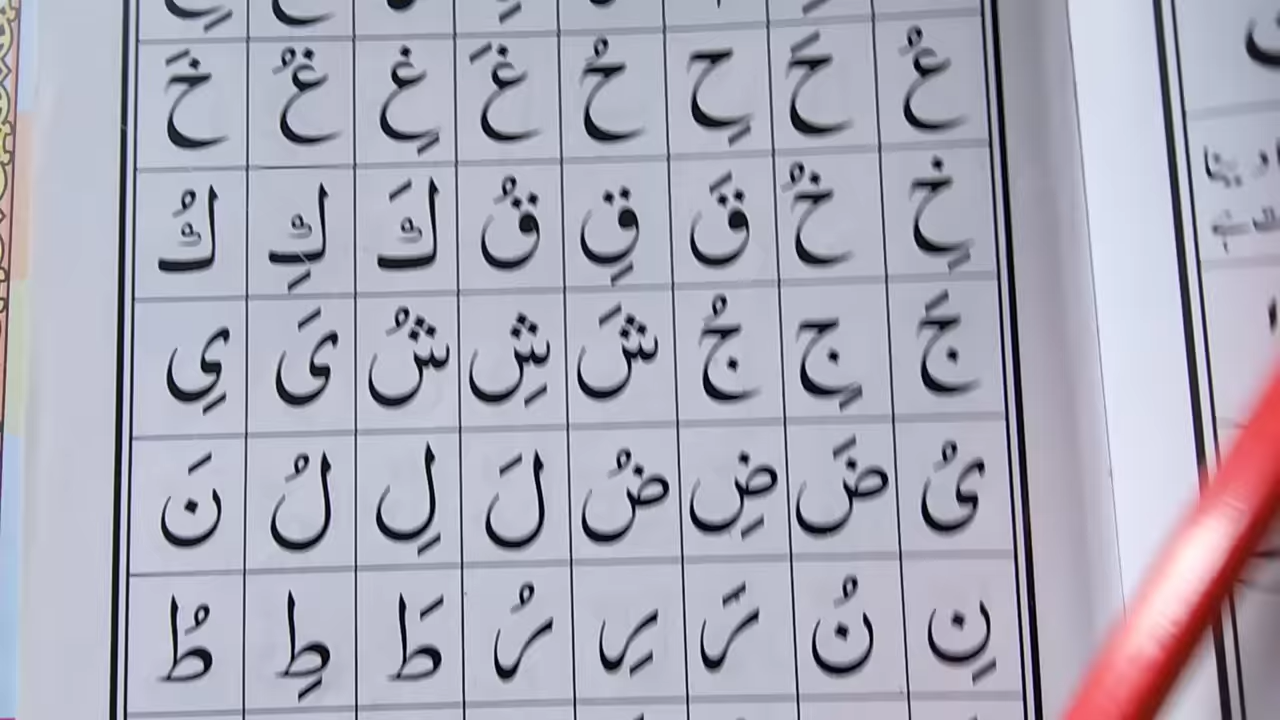 عُ حَ حِ حُ غَ غِ غُ خَ
خِ خُ قَ قِ قُ كَ كِ كُ
جَ جِ جُ شَ شِ شُ ىَ ىِ
ىُ ضَ ضِ ضُ لَ لِ لُ نَ
نِ نُ رَ رِ رُ طَ طِ طُ